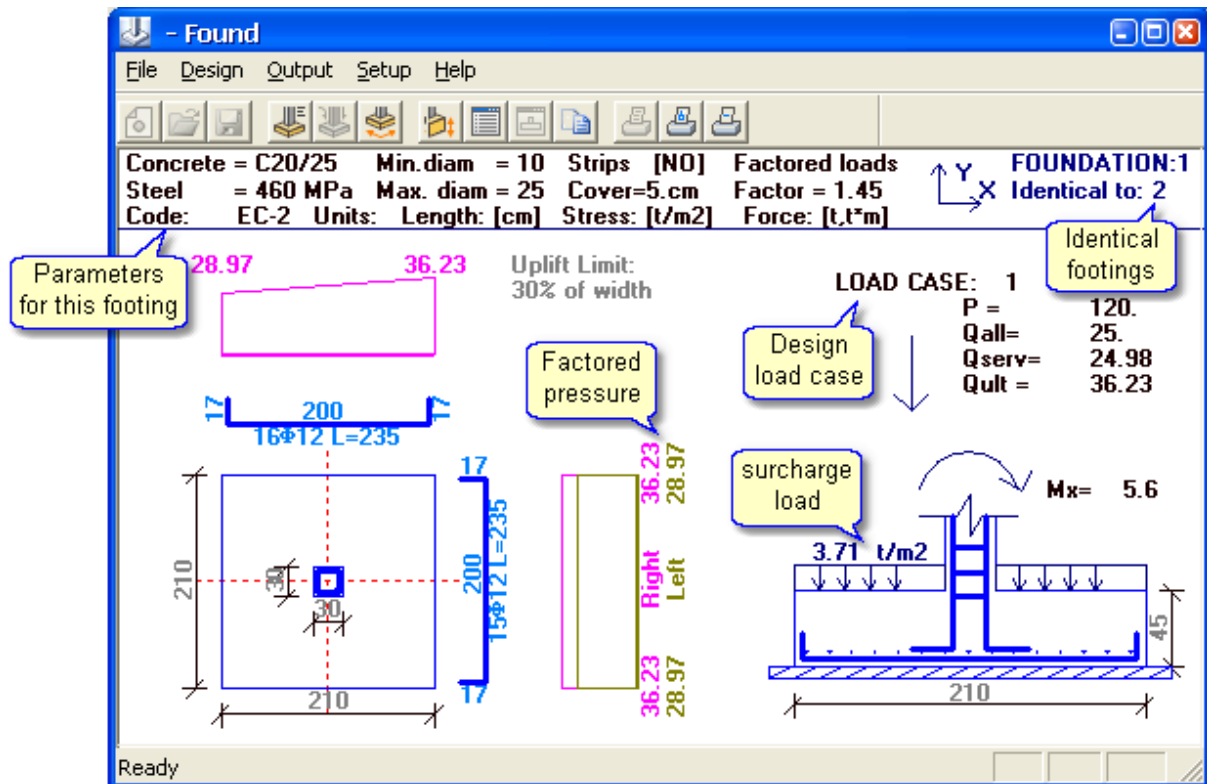 - Found
File Design Output Setup Help
Concrete = C20/25 Min.diam = 10 Strips [NO] Factored loads
Steel = 460 MPa Max. diam = 25 Cover=5.cm Factor = 1.45
Code: EC-2 Units: Length: [cm] Stress: [t/m2] Force: [t,t*m]
Y
X
FOUNDATION:1
Identical to: 2
Identical
footings
Parameters
for this footing
28.97 36.23
Uplift Limit:
30% of width
LOAD CASE: 1
P = 120.
Qall= 25.
Qserv= 24.98
Qult = 36.23
Design
load case
Factored
pressure
17 200 17
16Φ12 L=235
210
30
30
210
17
200
15Φ12 L=235
17
36.23
28.97
Right
Left
36.23
28.97
surcharge
load
Mx= 5.6
3.71 t/m2
45
210
Ready